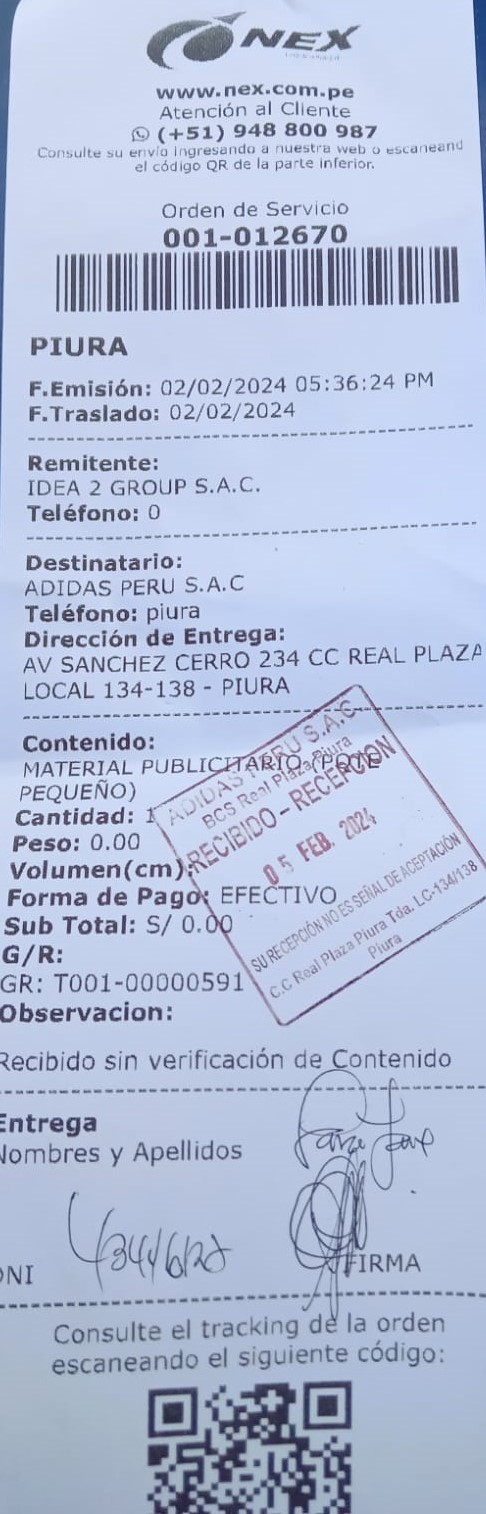 NEX
www.nex.com.pe
Atención al Cliente
(+51) 948 800 987
Consulte su envío ingresando a nuestra web o escaneand
el código QR de la parte inferior.
Orden de Servicio
001-012670
PIURA
F.Emisión: 02/02/2024 05:36:24 PM
F.Traslado: 02/02/2024
Remitente:
IDEA 2 GROUP S.A.C.
Teléfono: 0
Destinatario:
ADIDAS PERU S.A.C
Teléfono: piura
Dirección de Entrega:
AV SANCHEZ CERRO 234 CC REAL PLAZA
LOCAL 134-138 - PIURA
Contenido:
MATERIAL PUBLICITARIO (PQTE
PEQUEÑO)
Cantidad: 1
Peso: 0.00
Volumen(cm):
Forma de Pago: EFECTIVO
Sub Total: S/ 0.00
G/R:
GR: T001-00000591
Observacion:
ADIDAS PERU S.A.C.
BCS Real Plaza Piura
RECIBIDO - RECEPCIÓN
05 FEB. 2024
SU RECEPCIÓN NO ES SEÑAL DE ACEPTACIÓN
C.C Real Plaza Piura Tda. LC-134/138
Piura
Recibido sin verificación de Contenido
Entrega
Nombres y Apellidos
DNI
FIRMA
Consulte el tracking de la orden
escaneando el siguiente código: